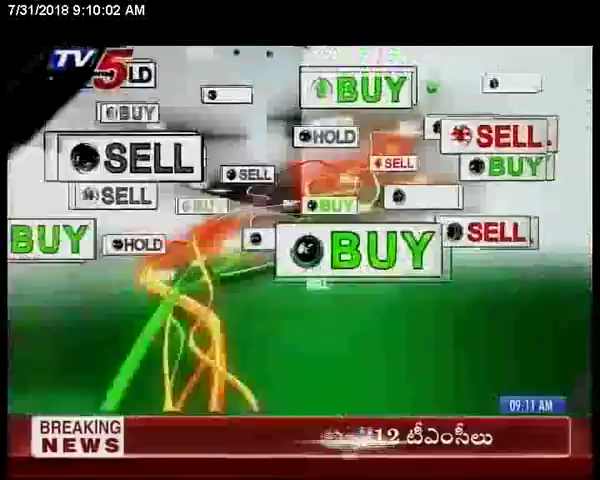 7/31/2018 9:10:02 AM
TV5
BUY
BUY
HOLD
SELL
SELL
SELL
BUY
SELL
SELL
SELL
BUY
BUY
SELL
BUY
HOLD
BUY
09:11 AM
BREAKING
NEWS
12 టీఎంసీలు